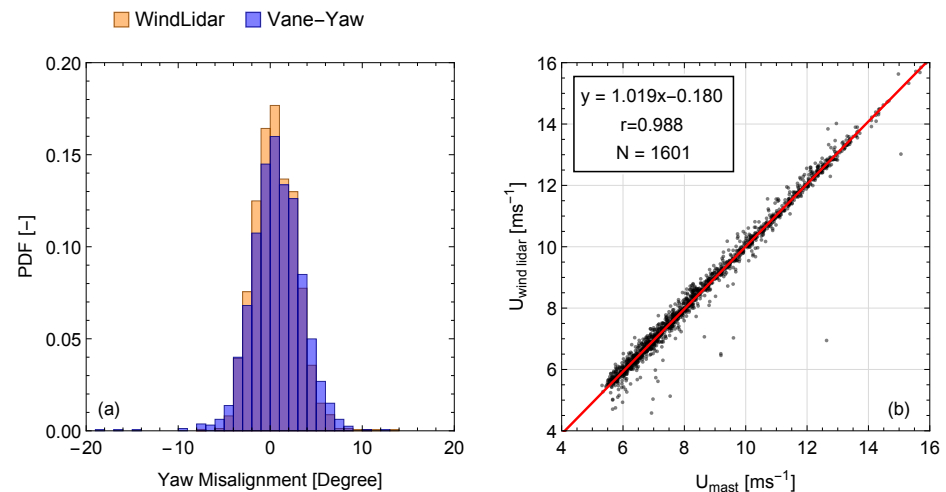 WindLidar Vane−Yaw
0.20
0.15
0.10
0.05
0.00
PDF [−]
−20 −10 0 10 20
Yaw Misalignment [Degree]
(a)
16
14
12
10
8
6
4
U_wind lidar [ms⁻¹]
y = 1.019x−0.180
r=0.988
N = 1601
(b)
4 6 8 10 12 14 16
U_mast [ms⁻¹]